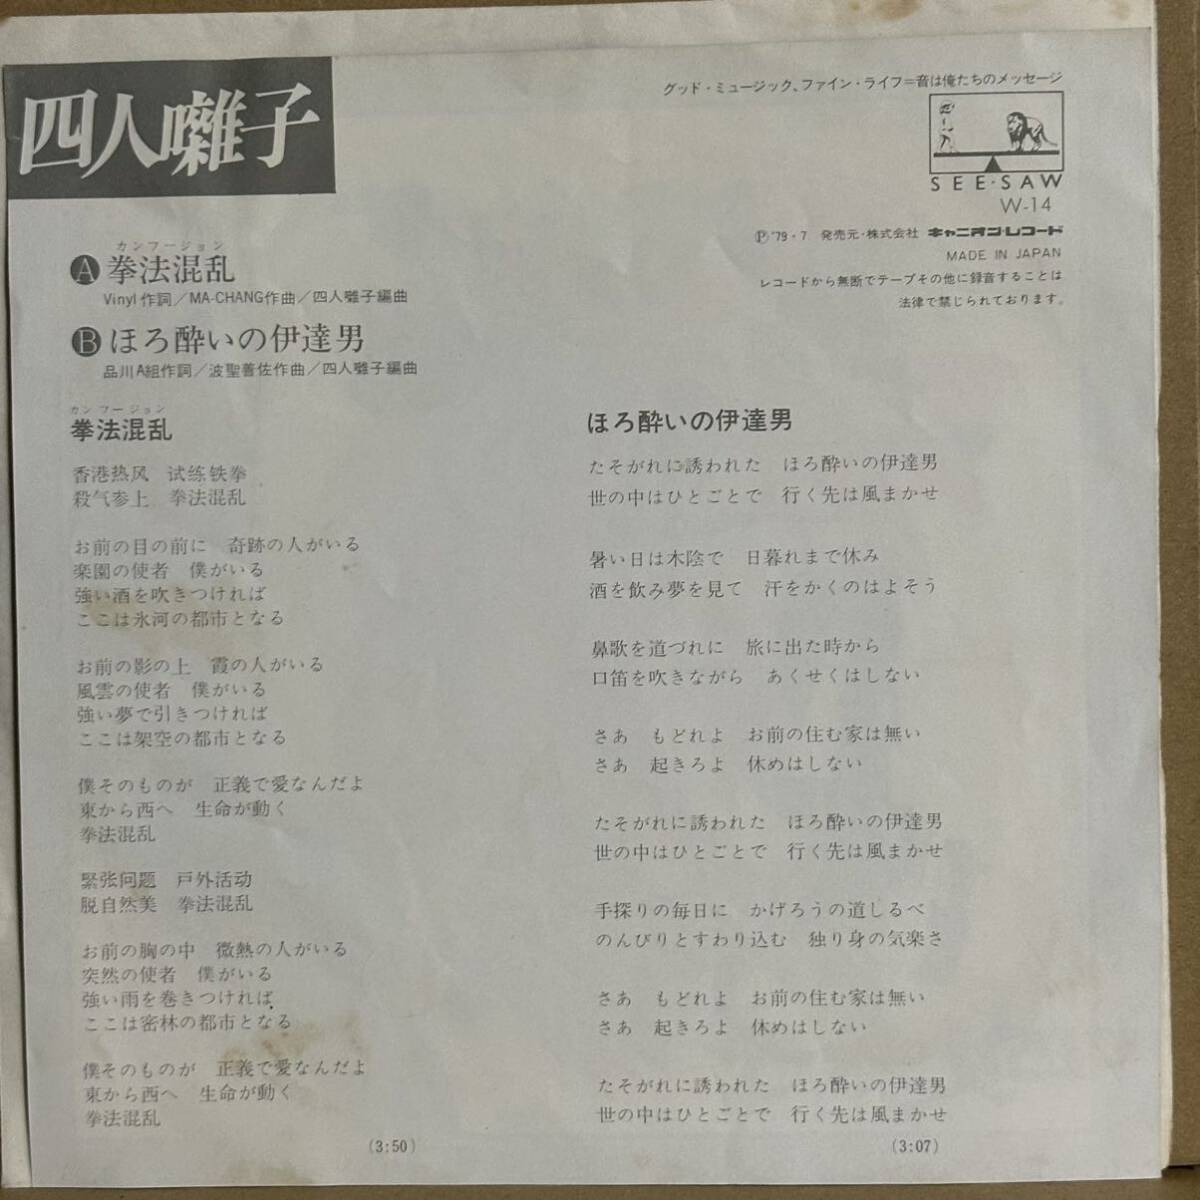 四人囃子
グッド・ミュージック、ファイン・ライフ=音は俺たちのメッセージ
SEE・SAW
W-14
Ⓟ'79・7 発売元・株式会社 キャニオン・レコード
MADE IN JAPAN
レコードから無断でテープその他に録音することは
法律で禁じられております。
カンフージョン
A 拳法混乱
Vinyl作詞/MA-CHANG作曲/四人囃子編曲
B ほろ酔いの伊達男
品川A組作詞/波聖善佐作曲/四人囃子編曲
カンフージョン
拳法混乱
香港热风 试练铁拳
殺气参上 拳法混乱
お前の目の前に 奇跡の人がいる
楽園の使者 僕がいる
強い酒を吹きつければ
ここは氷河の都市となる
お前の影の上 霞の人がいる
風雲の使者 僕がいる
強い夢で引きつければ
ここは架空の都市となる
僕そのものが 正義で愛なんだよ
東から西へ 生命が動く
拳法混乱
緊张问题 戸外活动
脱自然美 拳法混乱
お前の胸の中 微熱の人がいる
突然の使者 僕がいる
強い雨を巻きつければ
ここは密林の都市となる
僕そのものが 正義で愛なんだよ
東から西へ 生命が動く
拳法混乱
(3:50)
ほろ酔いの伊達男
たそがれに誘われた ほろ酔いの伊達男
世の中はひとごとで 行く先は風まかせ
暑い日は木陰で 日暮れまで休み
酒を飲み夢を見て 汗をかくのはよそう
鼻歌を道づれに 旅に出た時から
口笛を吹きながら あくせくはしない
さあ もどれよ お前の住む家は無い
さあ 起きろよ 休めはしない
たそがれに誘われた ほろ酔いの伊達男
世の中はひとごとで 行く先は風まかせ
手探りの毎日に かげろうの道しるべ
のんびりとすわり込む 独り身の気楽さ
さあ もどれよ お前の住む家は無い
さあ 起きろよ 休めはしない
たそがれに誘われた ほろ酔いの伊達男
世の中はひとごとで 行く先は風まかせ
(3:07)